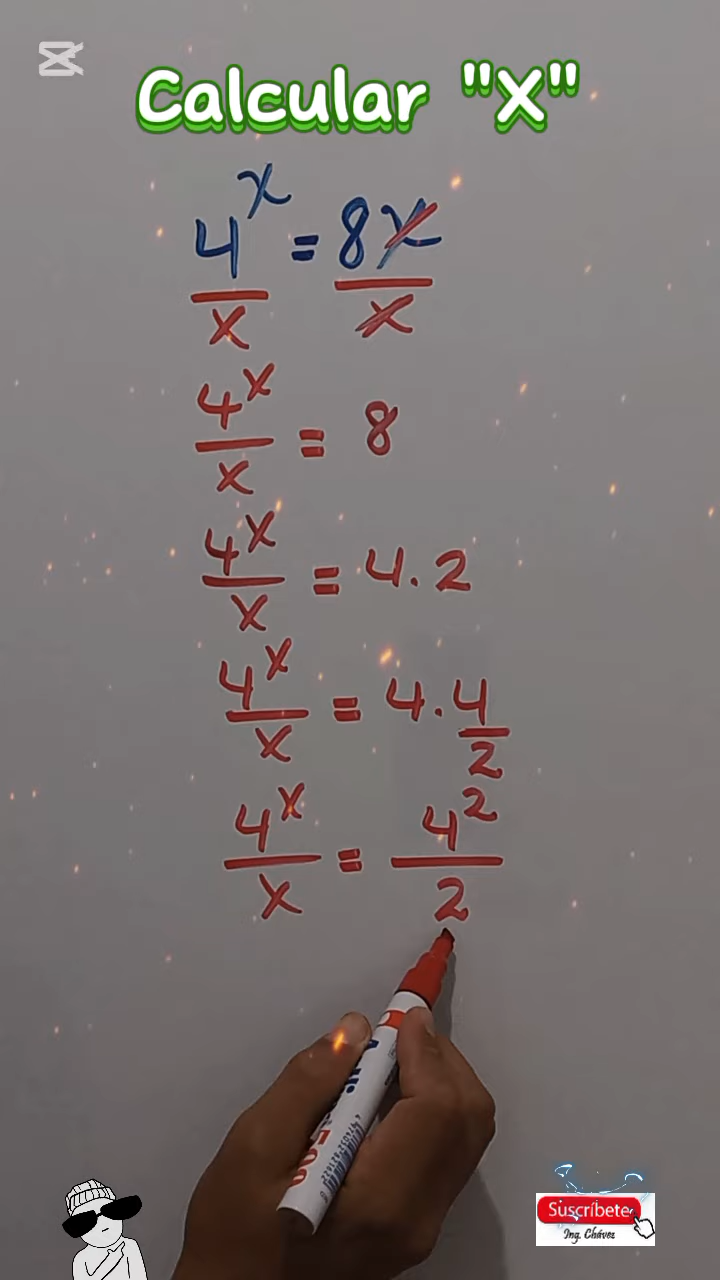 Calcular "X"
4^x/x = 8x/x
4^x/x = 8
4^x/x = 4.2
4^x/x = 4.4/2
4^x/x = 4^2/2
500
Suscríbete
Ing. Chávez